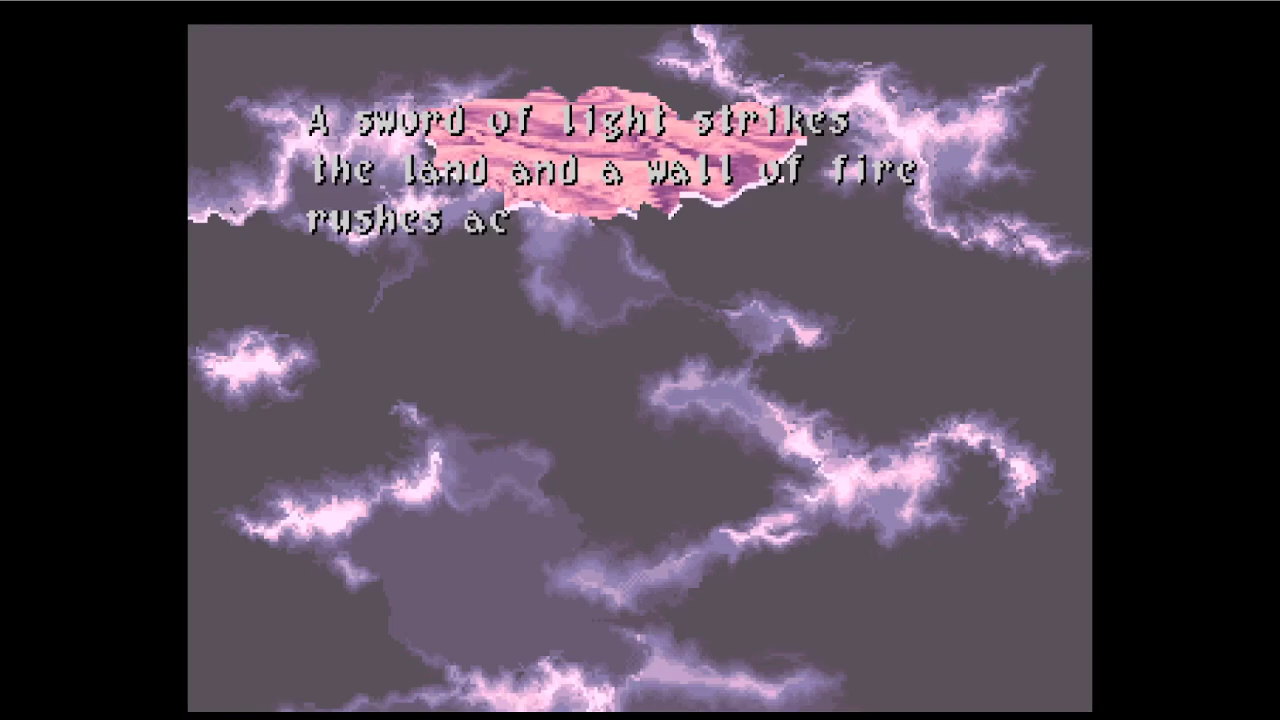 A sword of light strikes
the land and a wall of fire
rushes ac